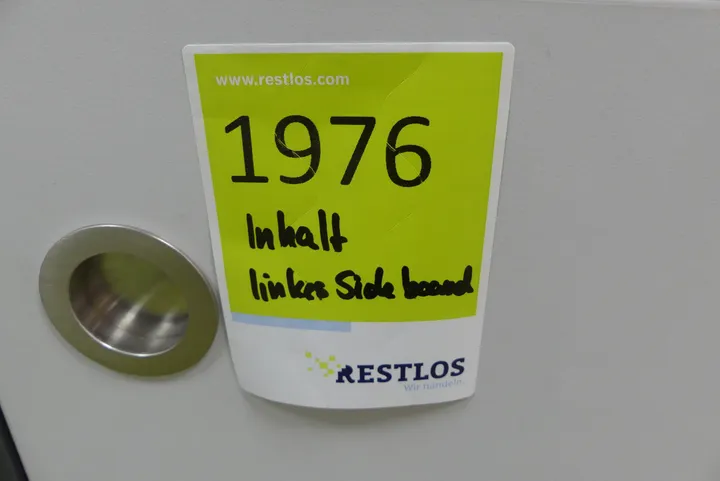 www.restlos.com
1976
Inhalt
linkes Side board
RESTLOS
Wir handeln